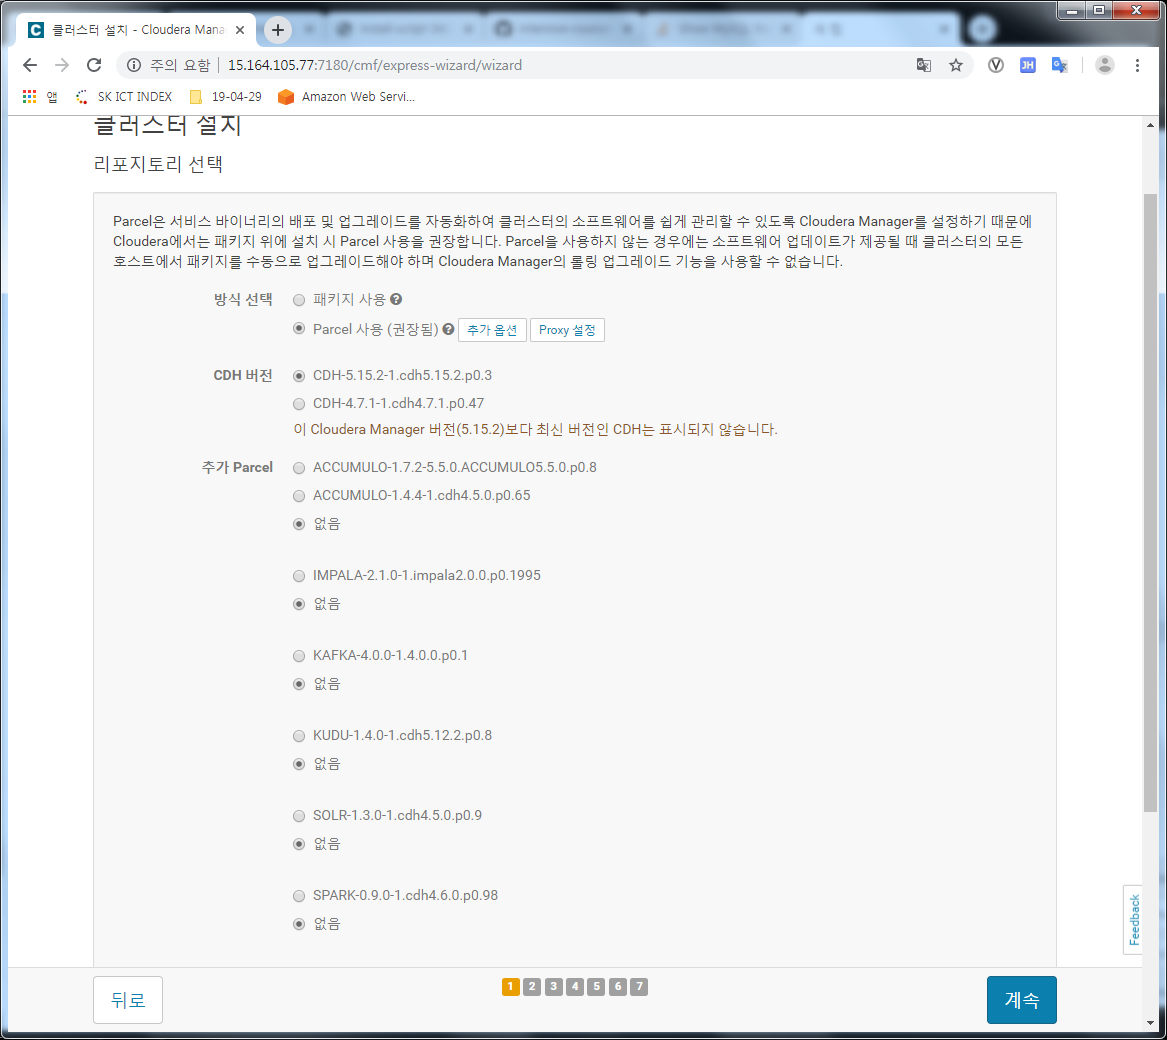 클러스터 설치 - Cloudera Mana
주의 요함 15.164.105.77:7180/cmf/express-wizard/wizard
JH
앱 SK ICT INDEX 19-04-29 Amazon Web Servi...
클러스터 설치
리포지토리 선택
Parcel은 서비스 바이너리의 배포 및 업그레이드를 자동화하여 클러스터의 소프트웨어를 쉽게 관리할 수 있도록 Cloudera Manager를 설정하기 때문에
Cloudera에서는 패키지 위에 설치 시 Parcel 사용을 권장합니다. Parcel을 사용하지 않는 경우에는 소프트웨어 업데이트가 제공될 때 클러스터의 모든
호스트에서 패키지를 수동으로 업그레이드해야 하며 Cloudera Manager의 롤링 업그레이드 기능을 사용할 수 없습니다.
방식 선택 패키지 사용
Parcel 사용 (권장됨) 추가 옵션 Proxy 설정
CDH 버전 CDH-5.15.2-1.cdh5.15.2.p0.3
CDH-4.7.1-1.cdh4.7.1.p0.47
이 Cloudera Manager 버전(5.15.2)보다 최신 버전인 CDH는 표시되지 않습니다.
추가 Parcel ACCUMULO-1.7.2-5.5.0.ACCUMULO5.5.0.p0.8
ACCUMULO-1.4.4-1.cdh4.5.0.p0.65
없음
IMPALA-2.1.0-1.impala2.0.0.p0.1995
없음
KAFKA-4.0.0-1.4.0.0.p0.1
없음
KUDU-1.4.0-1.cdh5.12.2.p0.8
없음
SOLR-1.3.0-1.cdh4.5.0.p0.9
없음
SPARK-0.9.0-1.cdh4.6.0.p0.98
없음
Feedback
뒤로 1 2 3 4 5 6 7 계속